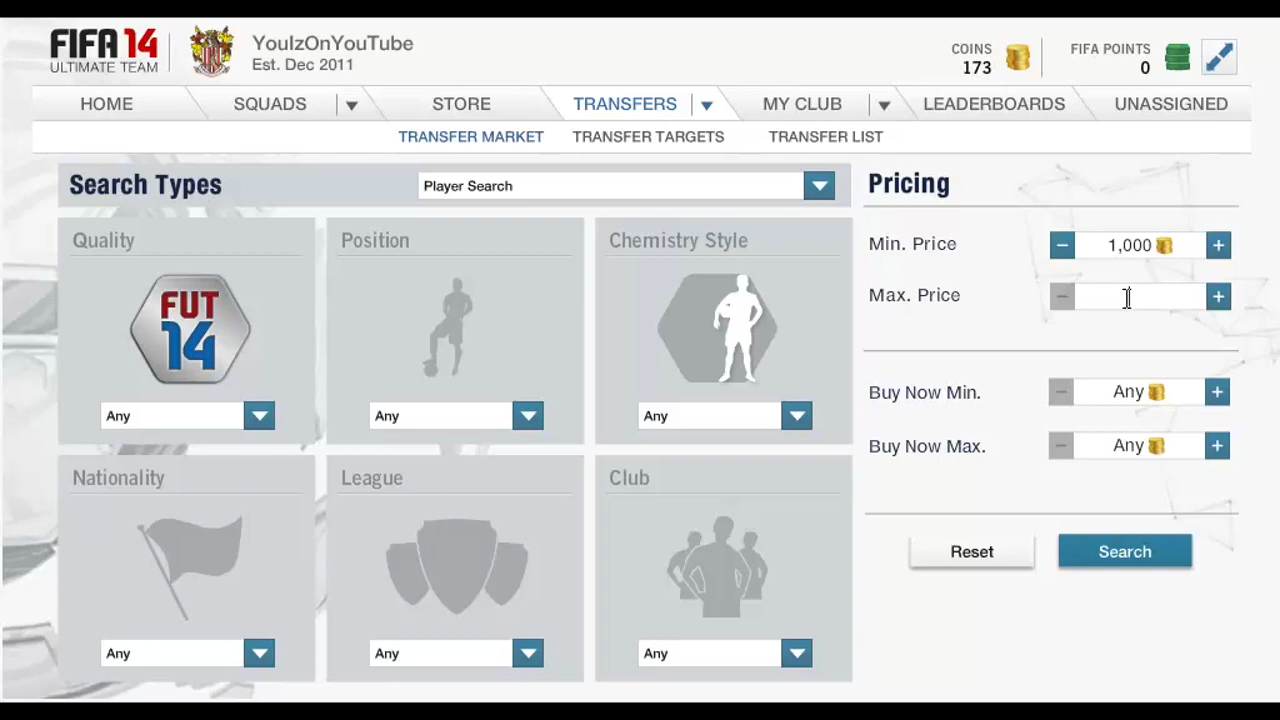 FIFA 14
ULTIMATE TEAM
YouIzOnYouTube
Est. Dec 2011
COINS
173
FIFA POINTS
0
HOME
SQUADS
STORE
TRANSFERS
MY CLUB
LEADERBOARDS
UNASSIGNED
TRANSFER MARKET
TRANSFER TARGETS
TRANSFER LIST
Search Types
Player Search
Quality
FUT
14
Any
Position
Any
Chemistry Style
Any
Nationality
Any
League
Any
Club
Any
Pricing
Min. Price
1,000
Max. Price
Buy Now Min.
Any
Buy Now Max.
Any
Reset
Search